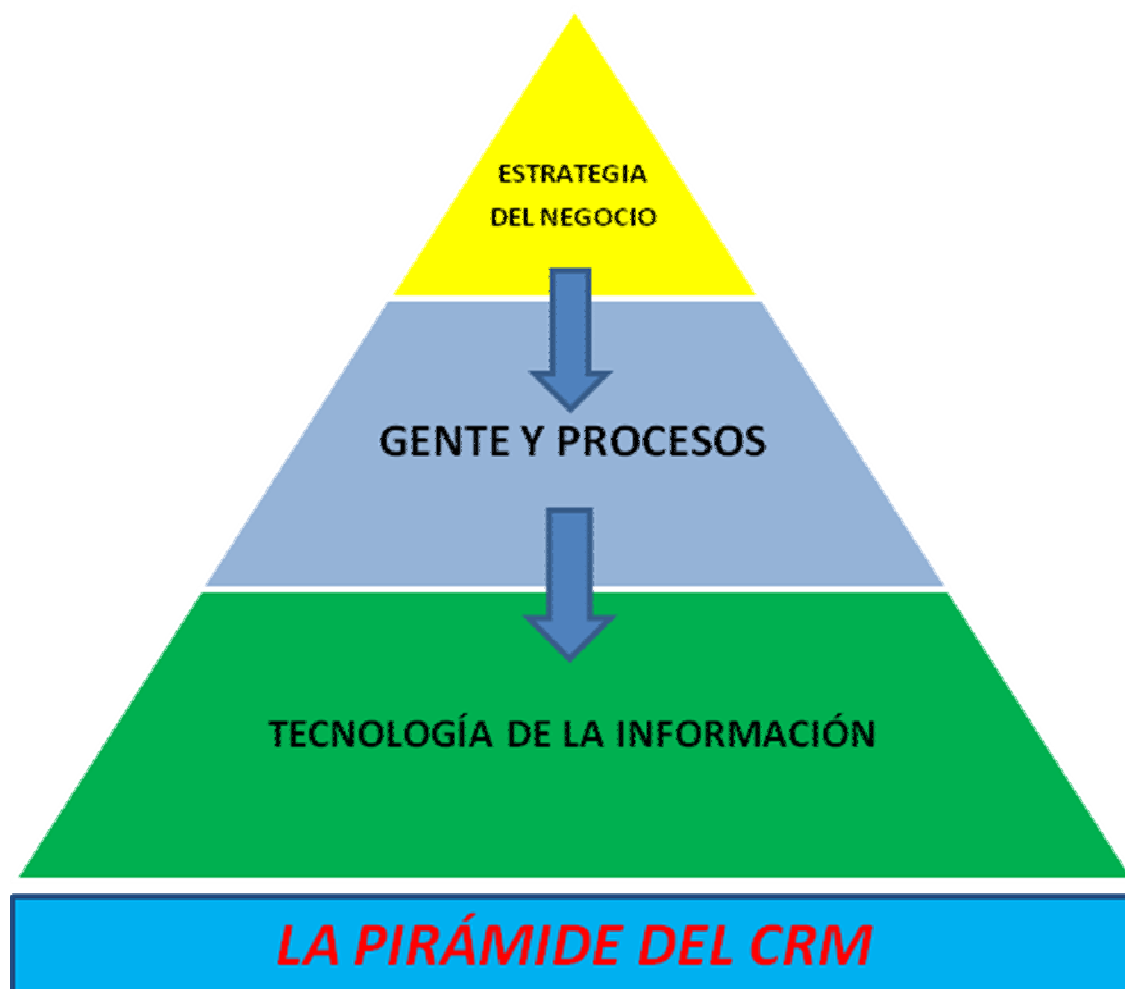 ESTRATEGIA
DEL NEGOCIO
GENTE Y PROCESOS
TECNOLOGÍA DE LA INFORMACIÓN
LA PIRÁMIDE DEL CRM